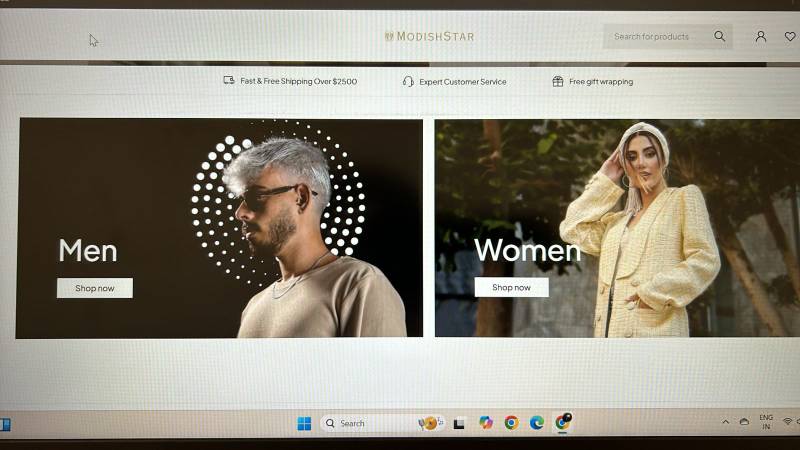 MODISHSTAR
Search for products
Fast & Free Shipping Over $2500
Expert Customer Service
Free gift wrapping
Men
Shop now
Women
Shop now
Search
ENG
IN